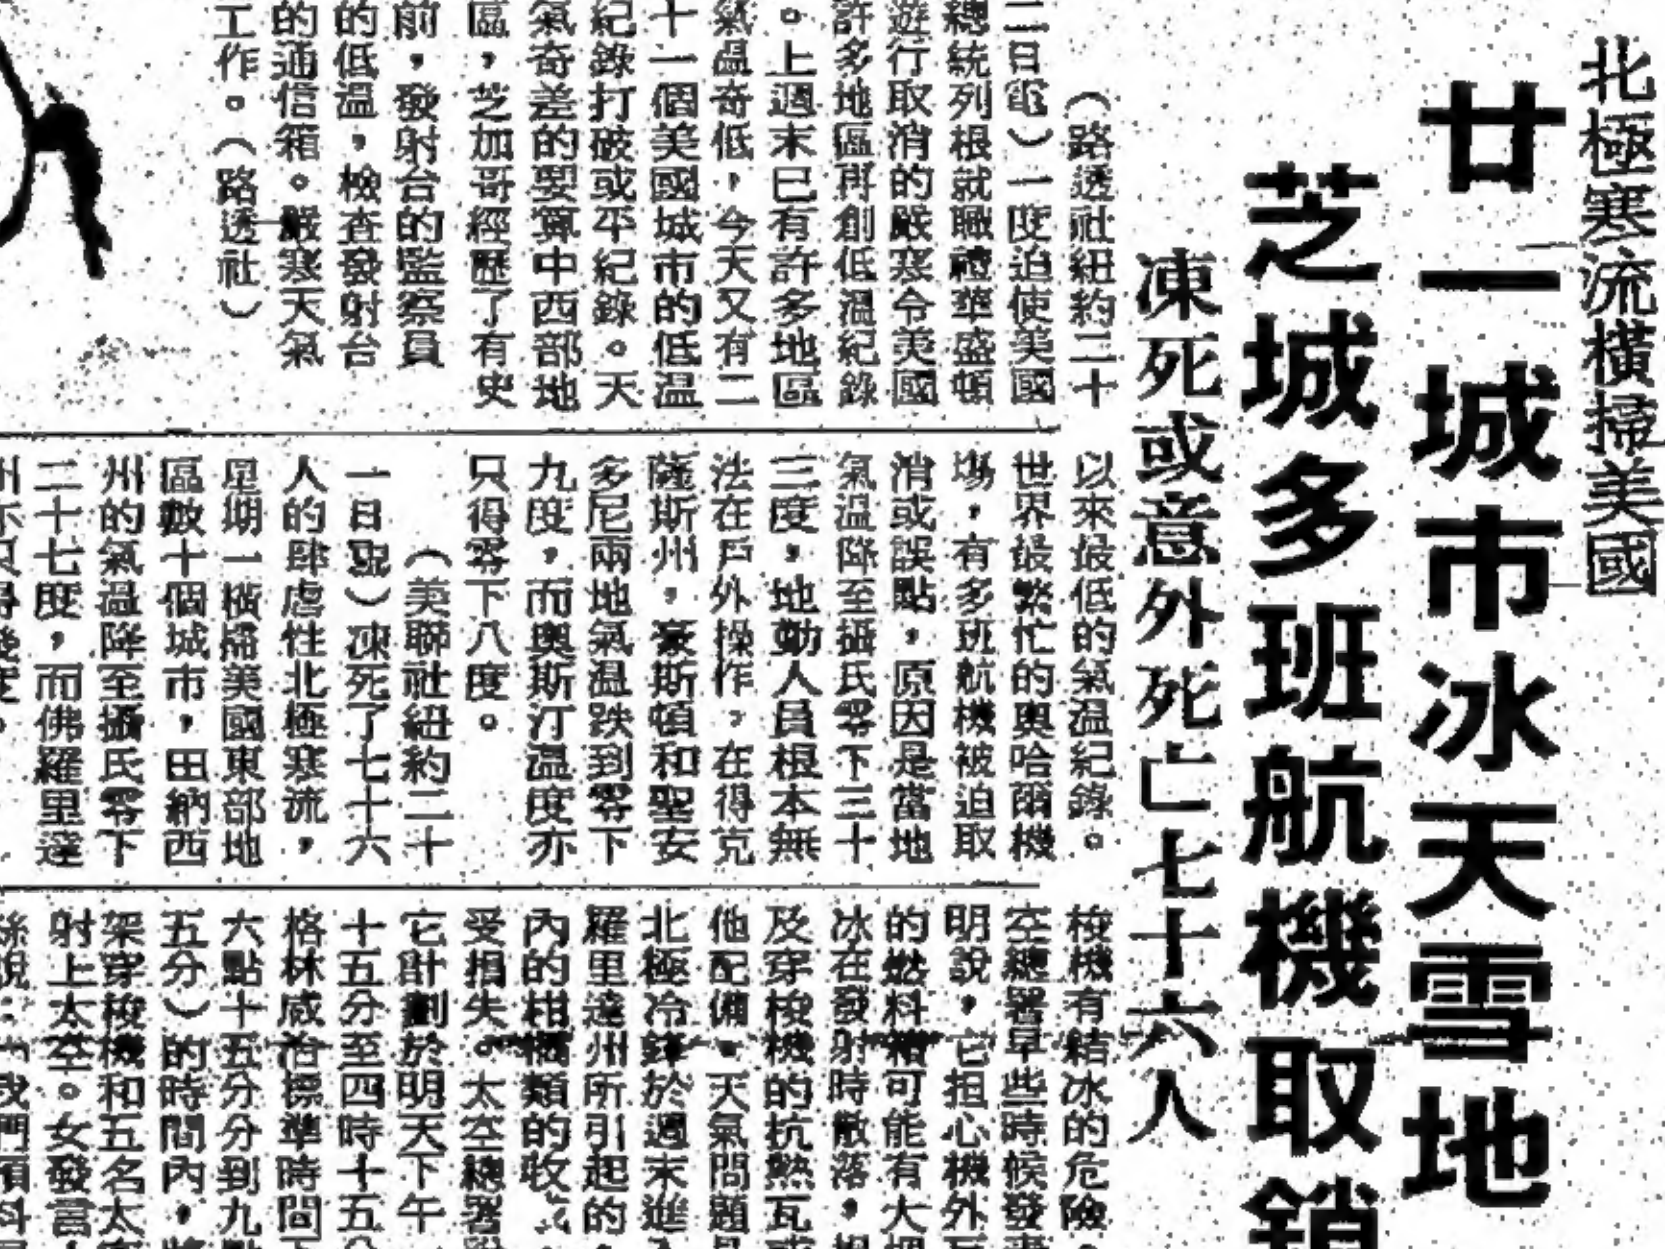 北極寒流橫掃美國
廿一城市冰天雪地
芝城多班航機取銷
凍死或意外死亡七十六人
（路透社紐約二十
二日電）一度迫使美國
總統列根就職禮華盛頓
遊行取消的嚴寒令美國
許多地區再創低溫紀錄
。上週末已有許多地區
氣溫奇低，今天又有二
十一個美國城市的低溫
紀錄打破或平紀錄。天
氣奇差的要算中西部地
區，芝加哥經歷了有史
前，發射台的監察員
的低溫，檢查發射台
的通信箱。嚴寒天氣
工作。（路透社）
以來最低的氣溫紀錄。
世界最繁忙的奧哈爾機
場，有多班航機被迫取
消或誤點，原因是當地
氣溫降至攝氏零下三十
三度，地勤人員根本無
法在戶外操作，在得克
薩斯州，豪斯頓和聖安
多尼兩地氣溫跌到零下
九度，而奧斯汀溫度亦
只得零下八度。
（美聯社紐約二十
一日電）凍死了七十六
人的肆虐性北極寒流，
星期一橫掃美國東部地
區數十個城市，田納西
州的氣溫降至攝氏零下
二十七度，而佛羅里達
梭機有結冰的危險。
空總署早些時候發表
明說，它担心機外
的燃料箱可能有大
冰在發射時散落，
及穿梭機的抗熱瓦或
他配備。天氣問題
北極冷鋒於週末進入
羅里達州所引起的
內的柑橘類的收
受損失。太空總署說
它計劃於明天下午
十五分至四時十五分
格林威治標準時間下
六點十五分到九點
五分）的時間內，將
架穿梭機和五名太空
射上太空。女發言人
絲說：「我們預料